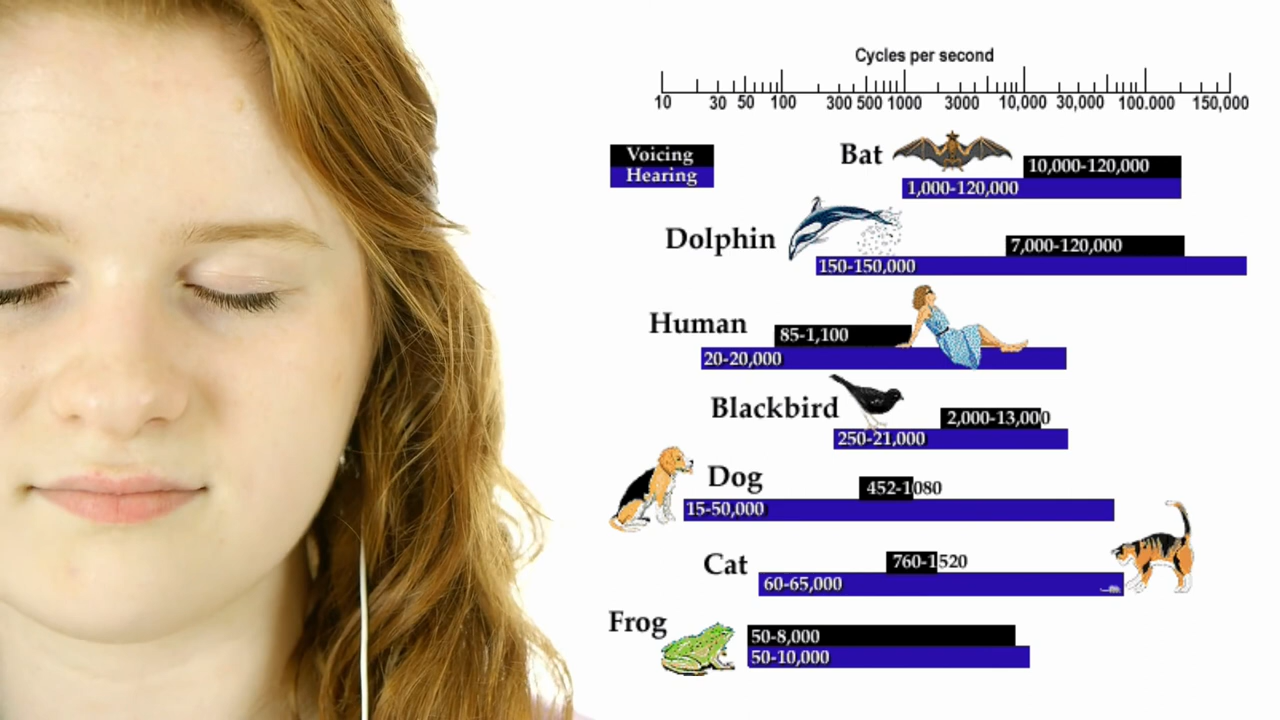 Cycles per second
10 30 50 100 300 500 1000 3000 10,000 30,000 100.000 150,000
Voicing
Hearing
Bat
10,000-120,000
1,000-120,000
Dolphin
7,000-120,000
150-150,000
Human
85-1,100
20-20,000
Blackbird
2,000-13,000
250-21,000
Dog
452-1080
15-50,000
Cat
760-1520
60-65,000
Frog
50-8,000
50-10,000